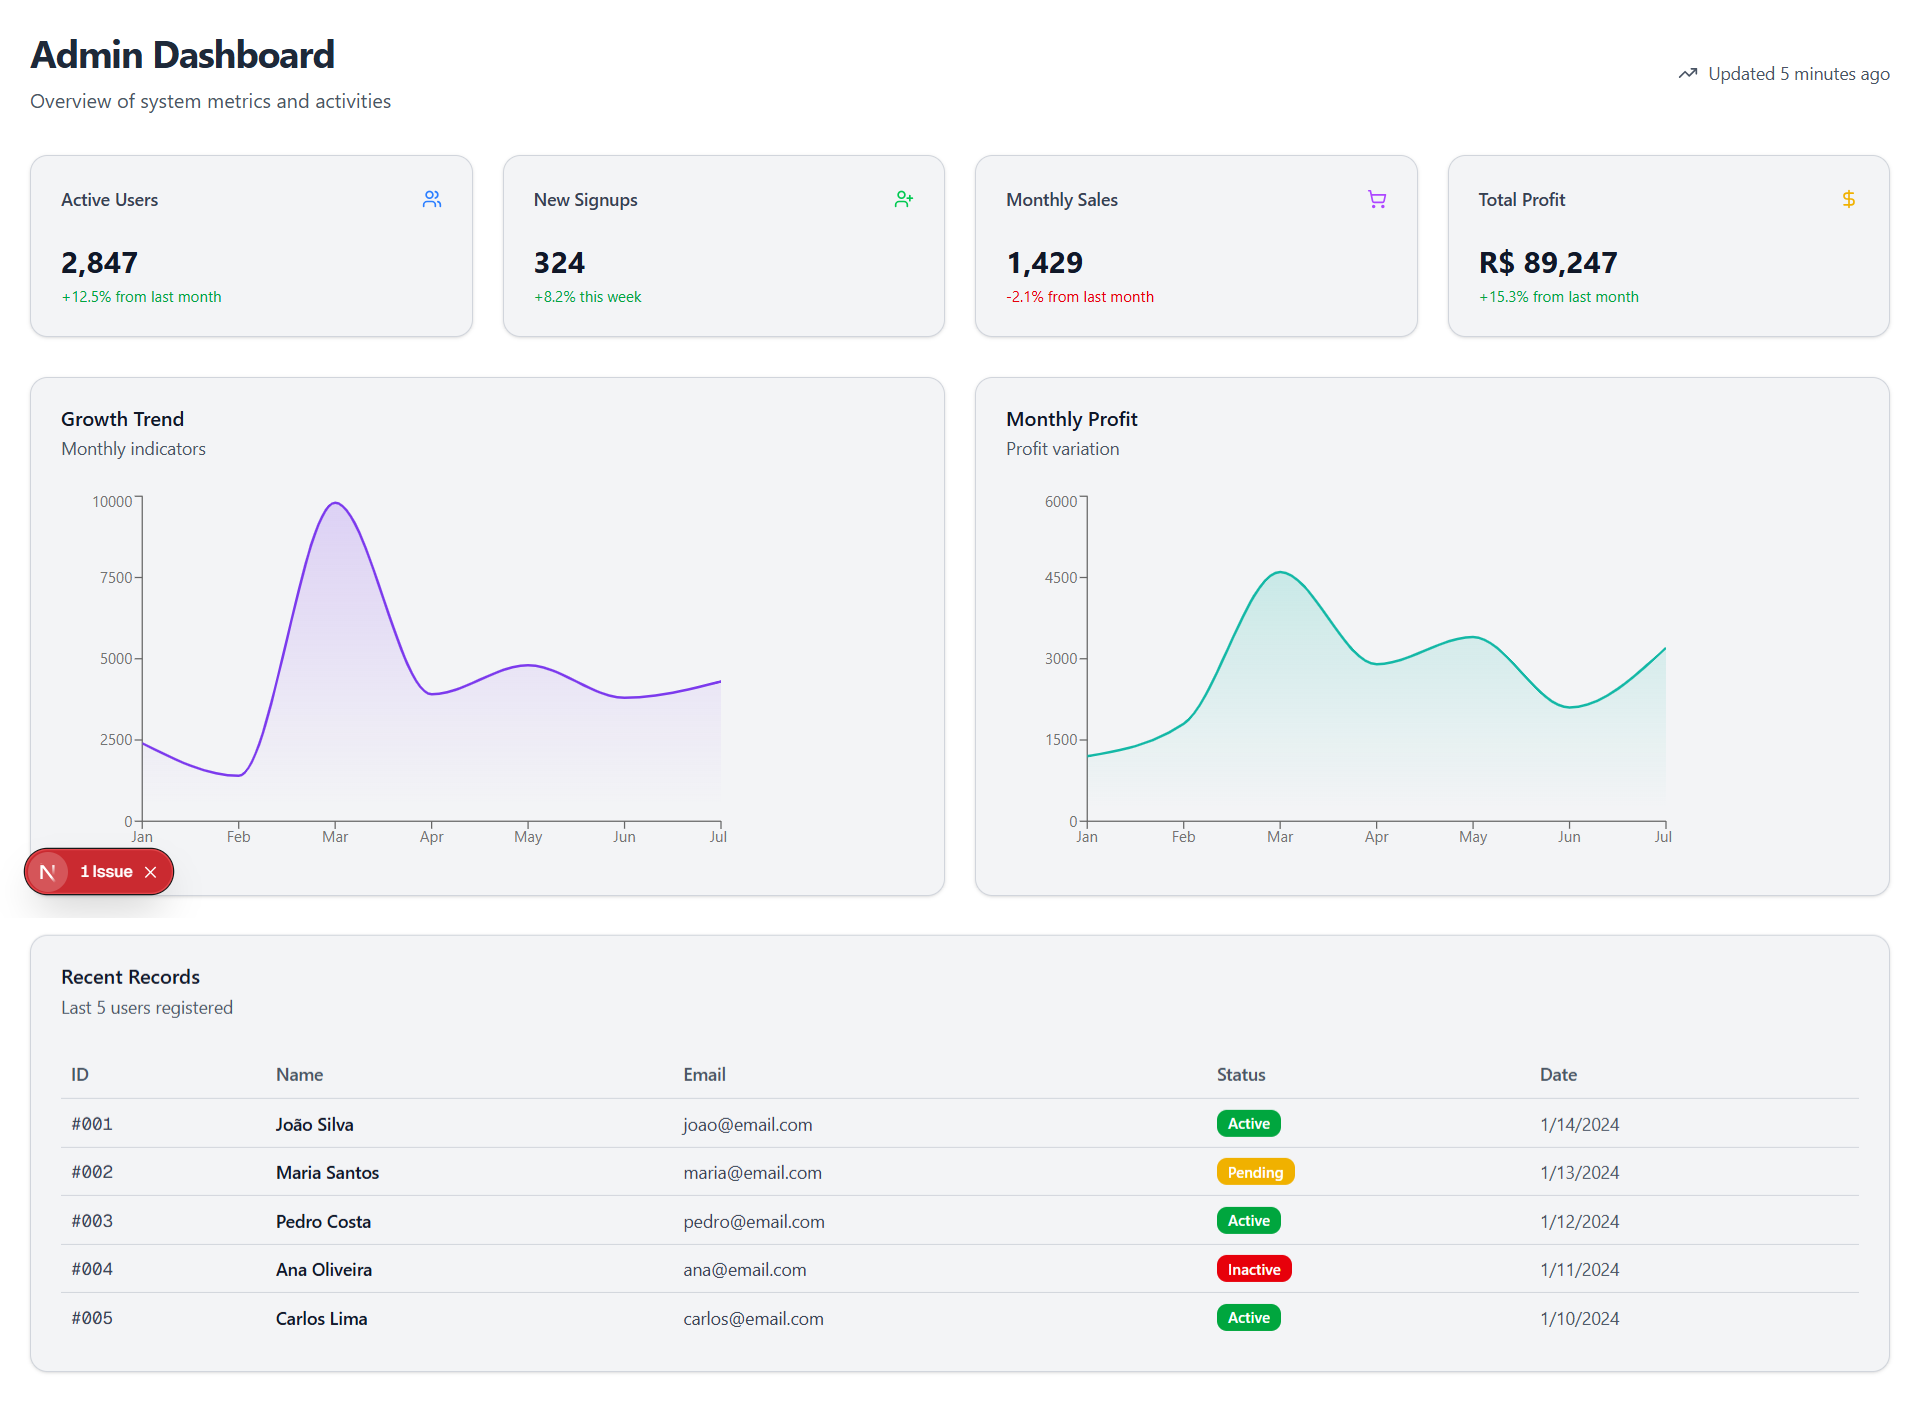 Admin Dashboard
Overview of system metrics and activities
Updated 5 minutes ago
Active Users
2,847
+12.5% from last month
New Signups
324
+8.2% this week
Monthly Sales
1,429
-2.1% from last month
Total Profit
R$ 89,247
+15.3% from last month
Growth Trend
Monthly indicators
10000
7500
5000
2500
0
Jan Feb Mar Apr May Jun Jul
Monthly Profit
Profit variation
6000
4500
3000
1500
0
Jan Feb Mar Apr May Jun Jul
N 1 Issue
Recent Records
Last 5 users registered
ID Name Email Status Date
#001 João Silva joao@email.com Active 1/14/2024
#002 Maria Santos maria@email.com Pending 1/13/2024
#003 Pedro Costa pedro@email.com Active 1/12/2024
#004 Ana Oliveira ana@email.com Inactive 1/11/2024
#005 Carlos Lima carlos@email.com Active 1/10/2024